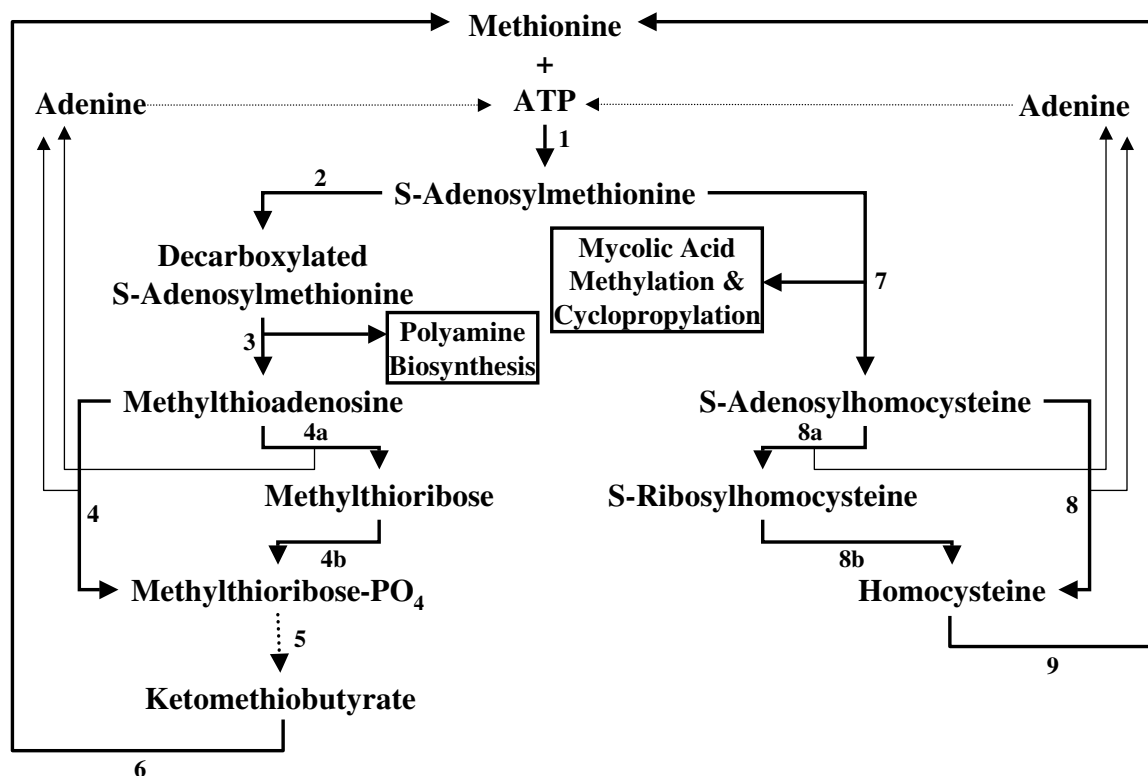 Methionine
+
Adenine
ATP
Adenine
1
2
S-Adenosylmethionine
Decarboxylated
S-Adenosylmethionine
Mycolic Acid
Methylation &
Cyclopropylation
7
3
Polyamine
Biosynthesis
Methylthioadenosine
S-Adenosylhomocysteine
4a
8a
Methylthioribose
S-Ribosylhomocysteine
4
8
4b
8b
Methylthioribose-PO4
Homocysteine
5
9
Ketomethiobutyrate
6